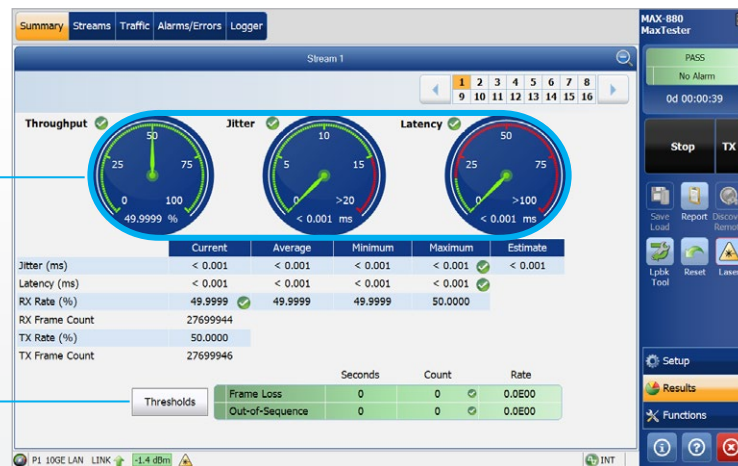 Summary Streams Traffic Alarms/Errors Logger
MAX-880
MaxTester
Stream 1
PASS
No Alarm
0d 00:00:39
1 2 3 4 5 6 7 8
9 10 11 12 13 14 15 16
Throughput Jitter Latency
50
25 75
0 100
49.9999 %
10
5 15
0 >20
< 0.001 ms
50
25 75
0 >100
< 0.001 ms
Stop TX
Save
Load
Report
Discov
Remot
Lpbk
Tool
Reset
Laser
Current Average Minimum Maximum Estimate
Jitter (ms) < 0.001 < 0.001 < 0.001 < 0.001 < 0.001
Latency (ms) < 0.001 < 0.001 < 0.001 < 0.001
RX Rate (%) 49.9999 49.9999 49.9999 50.0000
RX Frame Count 27699944
TX Rate (%) 50.0000
TX Frame Count 27699946
Seconds Count Rate
Thresholds
Frame Loss 0 0 0.0E00
Out-of-Sequence 0 0 0.0E00
Setup
Results
Functions
P1 10GE LAN LINK -1.4 dBm INT